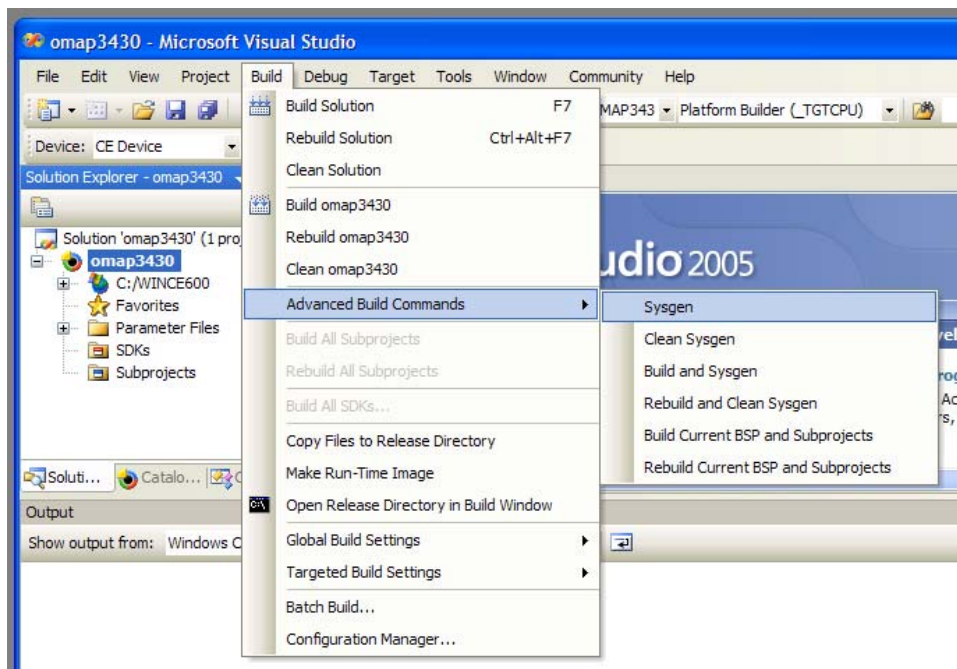 omap3430 - Microsoft Visual Studio
File Edit View Project Build Debug Target Tools Window Community Help
MAP343 Platform Builder (_TGTCPU)
Device: CE Device
Solution Explorer - omap3430
Solution 'omap3430' (1 pro
omap3430
C:/WINCE600
Favorites
Parameter Files
SDKs
Subprojects
Soluti... Catalo...
Output
Show output from: Windows C
Build Solution F7
Rebuild Solution Ctrl+Alt+F7
Clean Solution
Build omap3430
Rebuild omap3430
Clean omap3430
Advanced Build Commands
Build All Subprojects
Rebuild All Subprojects
Build All SDKs...
Copy Files to Release Directory
Make Run-Time Image
Open Release Directory in Build Window
Global Build Settings
Targeted Build Settings
Batch Build...
Configuration Manager...
Sysgen
Clean Sysgen
Build and Sysgen
Rebuild and Clean Sysgen
Build Current BSP and Subprojects
Rebuild Current BSP and Subprojects
udio 2005